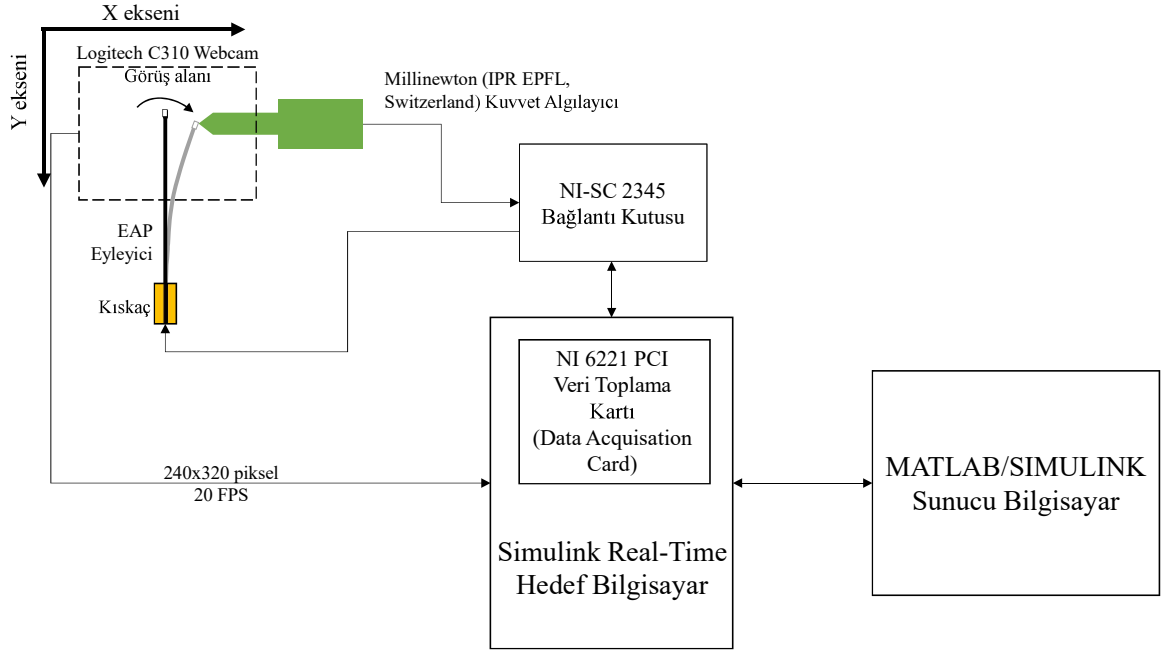 X ekseni
Y ekseni
Logitech C310 Webcam
Görüş alanı
Millinewton (IPR EPFL,
Switzerland) Kuvvet Algılayıcı
NI-SC 2345
Bağlantı Kutusu
EAP
Eyleyici
Kıskaç
NI 6221 PCI
Veri Toplama
Kartı
(Data Acquisation
Card)
240x320 piksel
20 FPS
Simulink Real-Time
Hedef Bilgisayar
MATLAB/SIMULINK
Sunucu Bilgisayar